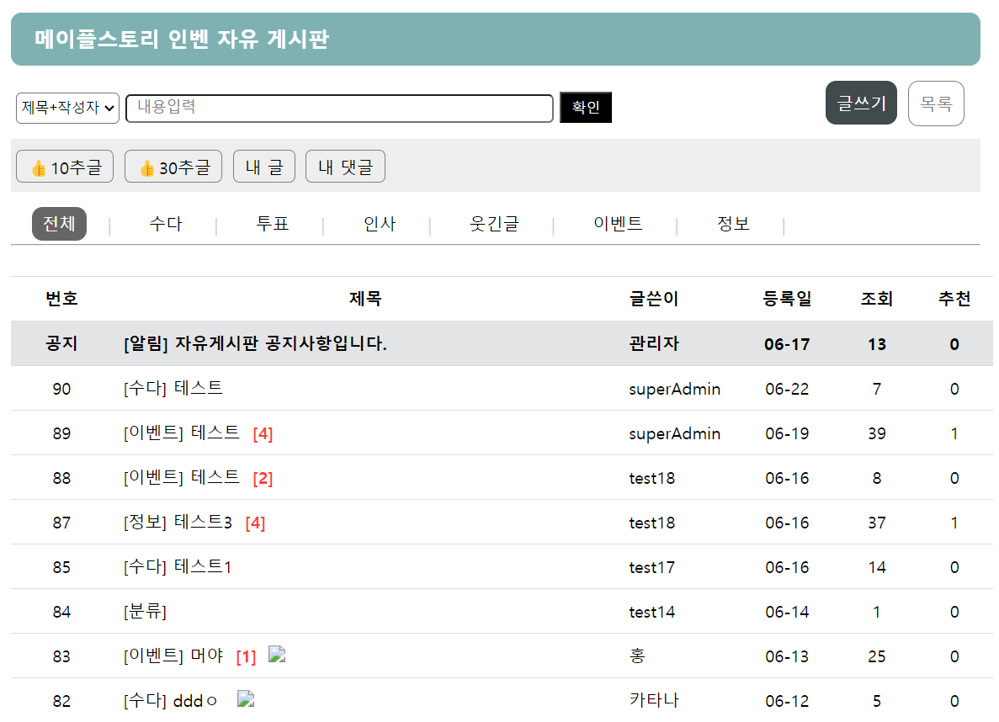 메이플스토리 인벤 자유 게시판
제목+작성자 내용입력 확인 글쓰기 목록
👍10추글 👍30추글 내 글 내 댓글
전체 | 수다 | 투표 | 인사 | 웃긴글 | 이벤트 | 정보 |
번호 제목 글쓴이 등록일 조회 추천
공지 [알림] 자유게시판 공지사항입니다. 관리자 06-17 13 0
90 [수다] 테스트 superAdmin 06-22 7 0
89 [이벤트] 테스트 [4] superAdmin 06-19 39 1
88 [이벤트] 테스트 [2] test18 06-16 8 0
87 [정보] 테스트3 [4] test18 06-16 37 1
85 [수다] 테스트1 test17 06-16 14 0
84 [분류] test14 06-14 1 0
83 [이벤트] 머야 [1] 홍 06-13 25 0
82 [수다] dddㅇ 카타나 06-12 5 0